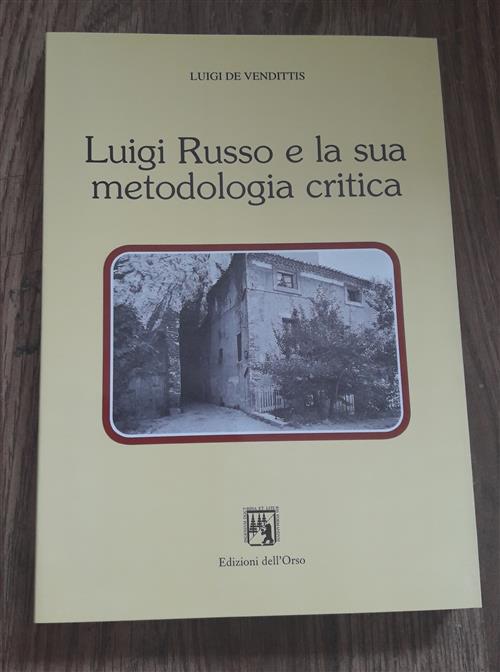 LUIGI DE VENDITTIS
Luigi Russo e la sua
metodologia critica
Edizioni dell'Orso